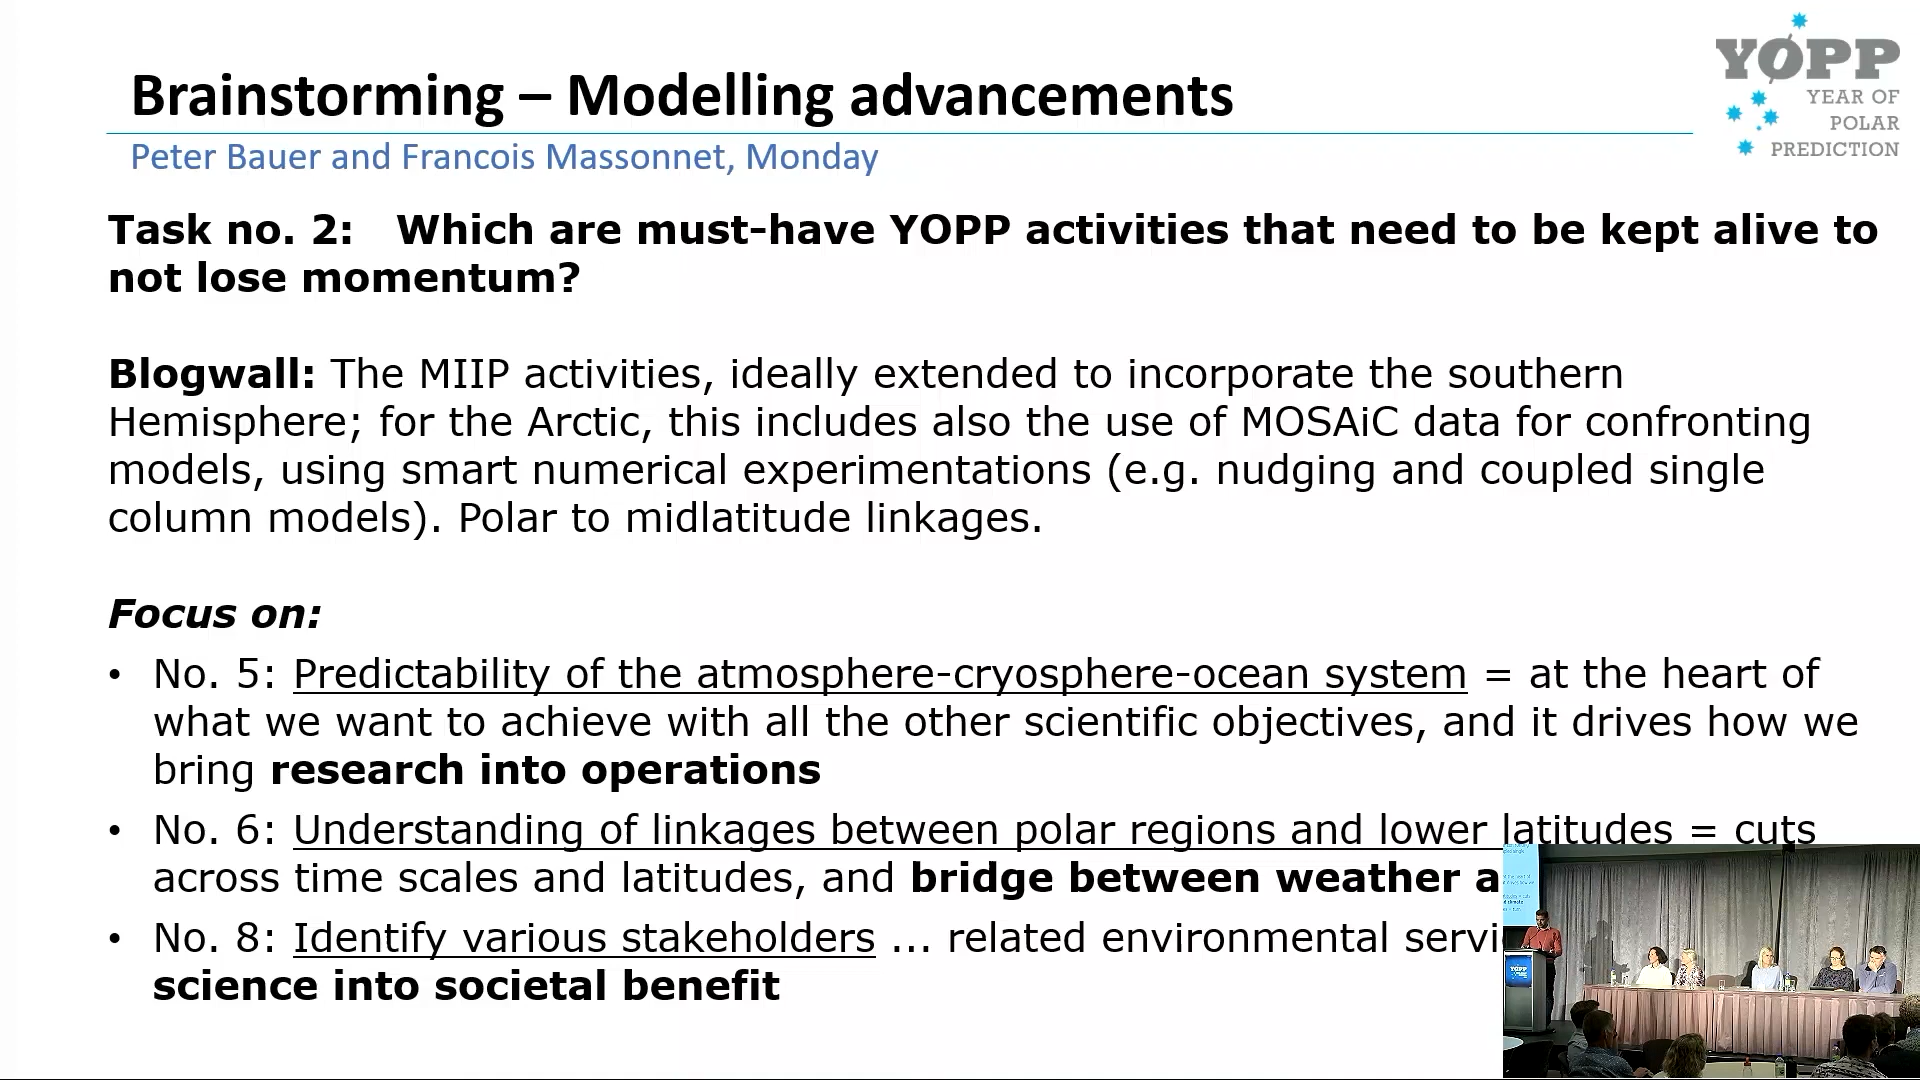 Brainstorming – Modelling advancements
YOPP
YEAR OF
POLAR
PREDICTION
Peter Bauer and Francois Massonnet, Monday
Task no. 2: Which are must-have YOPP activities that need to be kept alive to
not lose momentum?
Blogwall: The MIIP activities, ideally extended to incorporate the southern
Hemisphere; for the Arctic, this includes also the use of MOSAiC data for confronting
models, using smart numerical experimentations (e.g. nudging and coupled single
column models). Polar to midlatitude linkages.
Focus on:
• No. 5: Predictability of the atmosphere-cryosphere-ocean system = at the heart of
what we want to achieve with all the other scientific objectives, and it drives how we
bring research into operations
• No. 6: Understanding of linkages between polar regions and lower latitudes = cuts
across time scales and latitudes, and bridge between weather a
• No. 8: Identify various stakeholders ... related environmental servi
science into societal benefit
YOPP